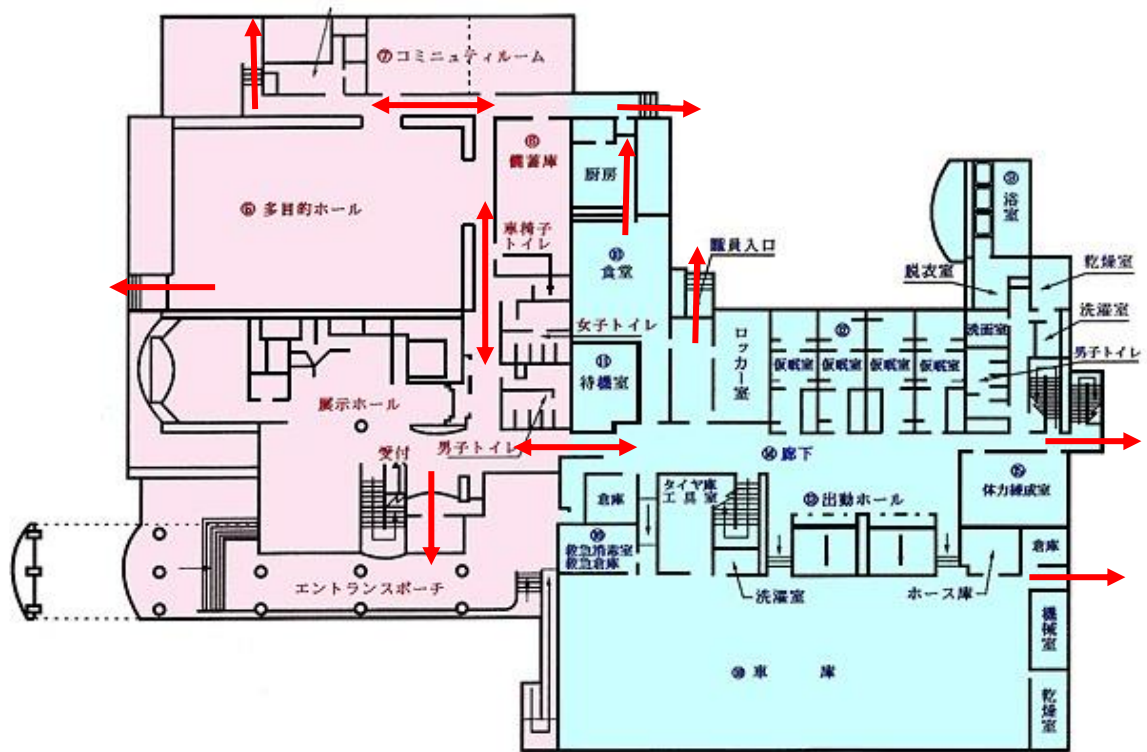 ⑦コミニュティルーム
⑧
備蓄庫
厨房
⑥多目的ホール
車椅子
トイレ
⑩
食堂
職員入口
浴室
脱衣室
乾燥室
洗濯室
洗面室
男子トイレ
女子トイレ
ロッカー室
⑫
仮眠室
仮眠室
仮眠室
仮眠室
⑪
待機室
展示ホール
受付
男子トイレ
⑭廊下
⑮
体力練成室
倉庫
タイヤ庫
工具室
⑬出動ホール
⑯
救急消毒室
救急倉庫
倉庫
エントランスポーチ
洗濯室
ホース庫
機械室
車庫
乾燥室